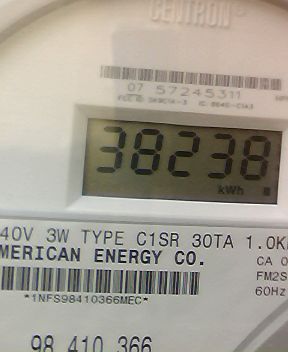 CENTRON®
07 57245311
38238
kWh
40V 3W TYPE C1SR 30TA 1.0K
MERICAN ENERGY CO.
CA 0
FM2S
60Hz
*1NFS98410366MEC*
98 410 366